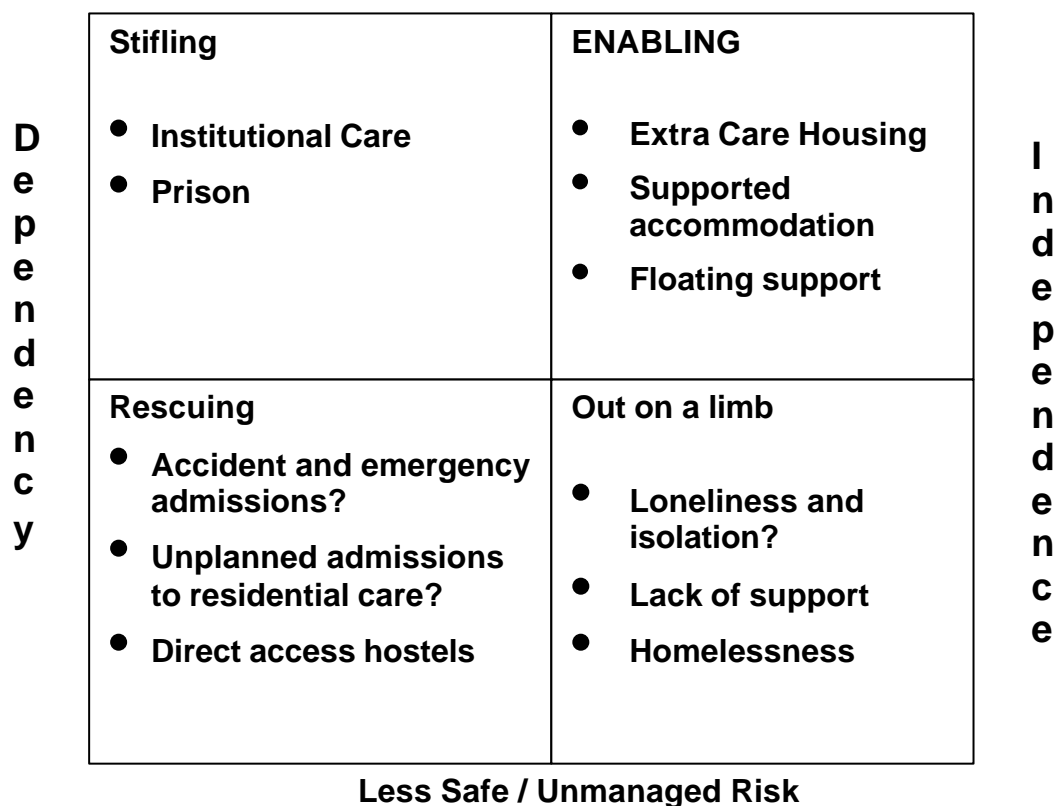 Stifling
Institutional Care
Prison
ENABLING
Extra Care Housing
Supported
accommodation
Floating support
Dependency
Independence
Rescuing
Accident and emergency
admissions?
Unplanned admissions
to residential care?
Direct access hostels
Out on a limb
Loneliness and
isolation?
Lack of support
Homelessness
Less Safe / Unmanaged Risk